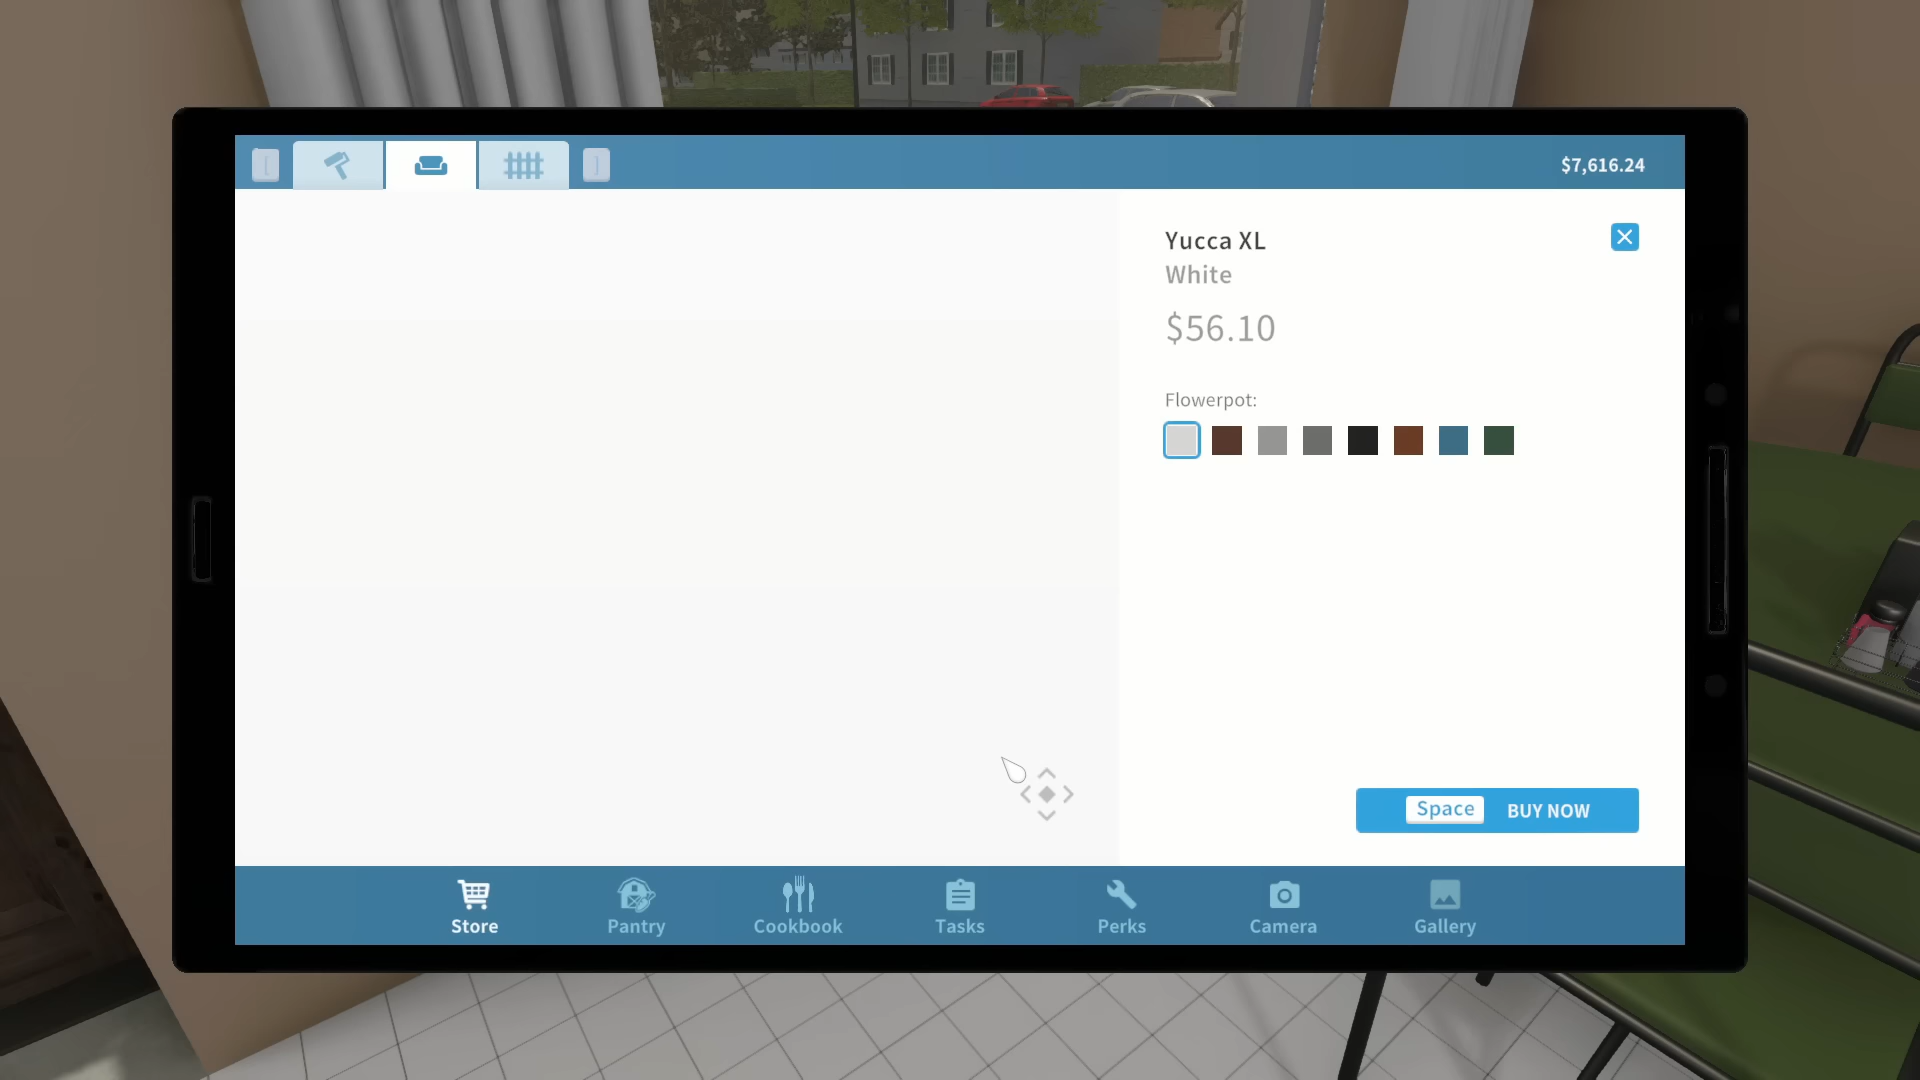 $7,616.24
Yucca XL
White
$56.10
Flowerpot:
Space BUY NOW
Store
Pantry
Cookbook
Tasks
Perks
Camera
Gallery